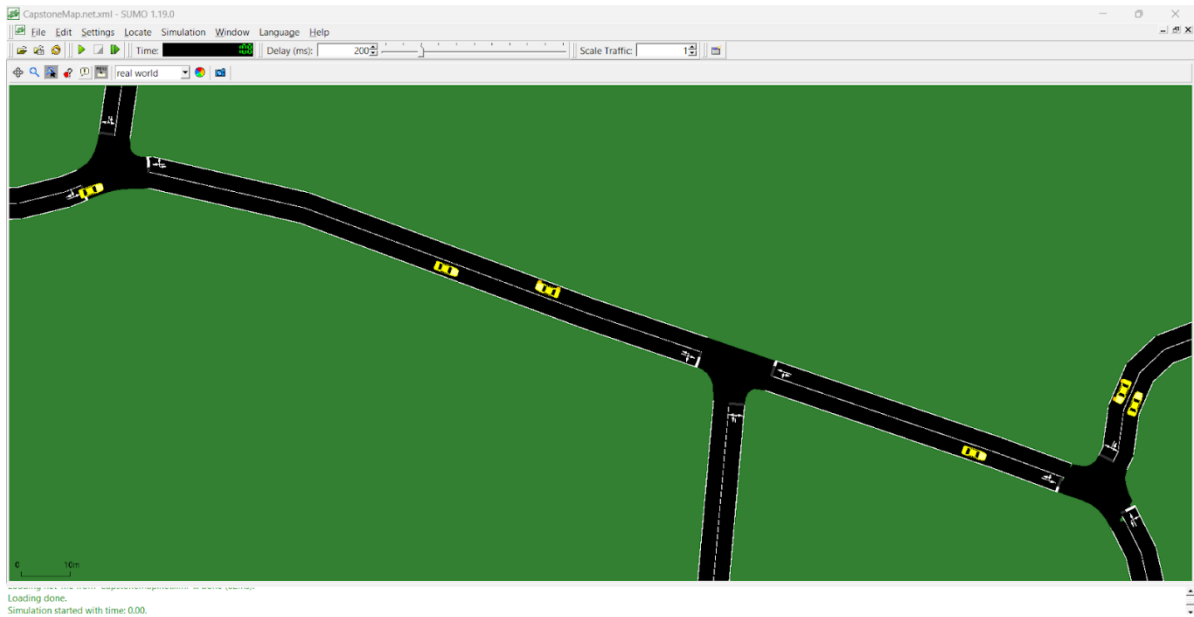 CapstoneMap.net.xml - SUMO 1.19.0
File Edit Settings Locate Simulation Window Language Help
Time: Delay (ms): 200 Scale Traffic: 1
real world
0 10m
Loading done.
Simulation started with time: 0.00.